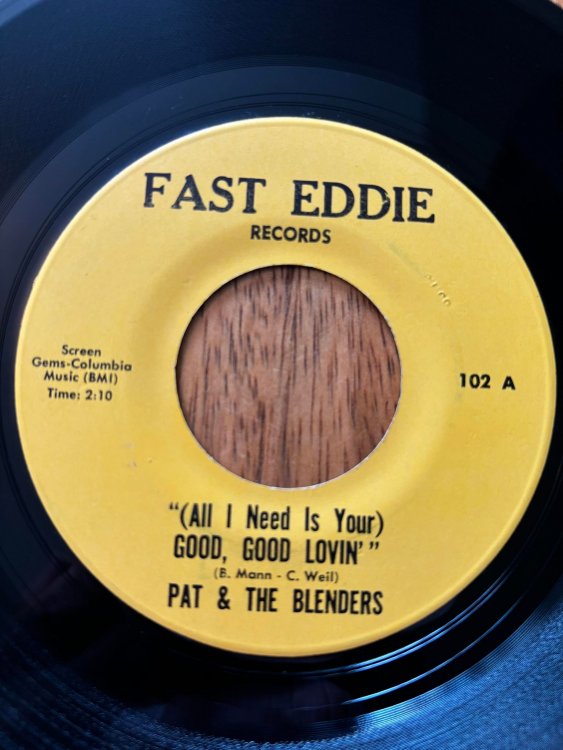 FAST EDDIE
RECORDS
Screen
Gems-Columbia
Music (BMI)
Time: 2:10
102 A
"(All I Need Is Your)
GOOD, GOOD LOVIN'"
(B. Mann - C. Weil)
PAT & THE BLENDERS